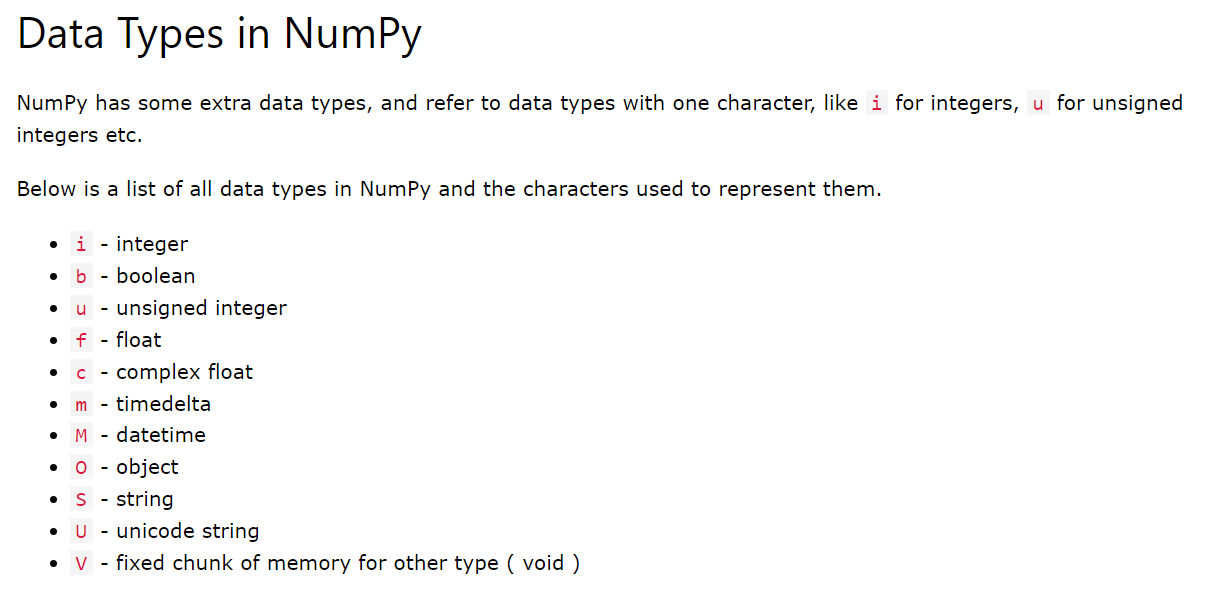 Data Types in NumPy
NumPy has some extra data types, and refer to data types with one character, like i for integers, u for unsigned
integers etc.
Below is a list of all data types in NumPy and the characters used to represent them.
• i - integer
• b - boolean
• u - unsigned integer
• f - float
• c - complex float
• m - timedelta
• M - datetime
• O - object
• S - string
• U - unicode string
• V - fixed chunk of memory for other type ( void )